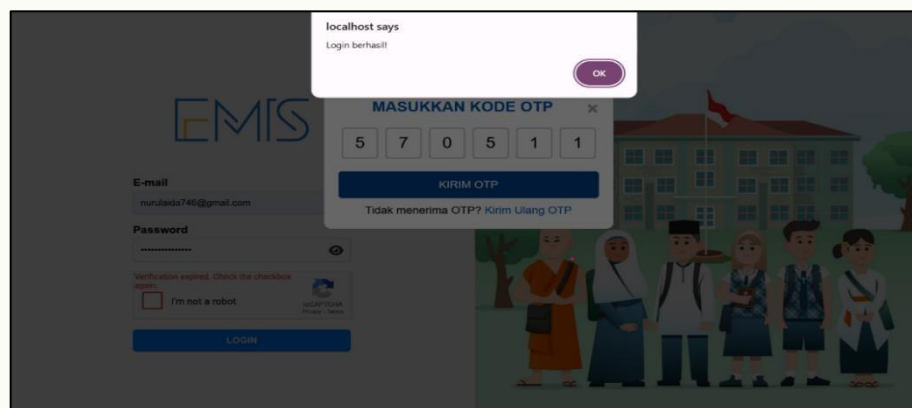 localhost says
Login berhasil!
OK
MASUKKAN KODE OTP
5 7 0 5 1 1
KIRIM OTP
Tidak menerima OTP? Kirim Ulang OTP
EMIS
E-mail
nurulaida746@gmail.com
Password
Verification expired. Check the checkbox
again.
I'm not a robot
reCAPTCHA
Privacy - Terms
LOGIN